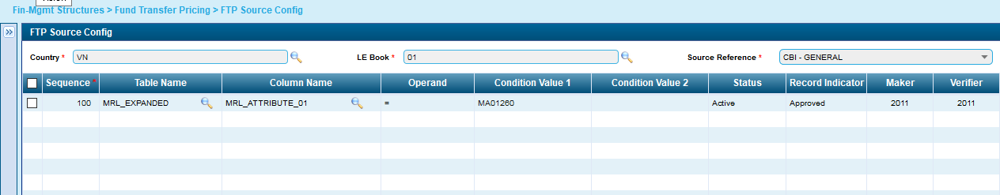 Fin-Mgmt Structures > Fund Transfer Pricing > FTP Source Config
FTP Source Config
Country * VN LE Book * 01 Source Reference * CBI - GENERAL
Sequence * Table Name Column Name Operand Condition Value 1 Condition Value 2 Status Record Indicator Maker Verifier
100 MRL_EXPANDED MRL_ATTRIBUTE_01 = MA01260 Active Approved 2011 2011